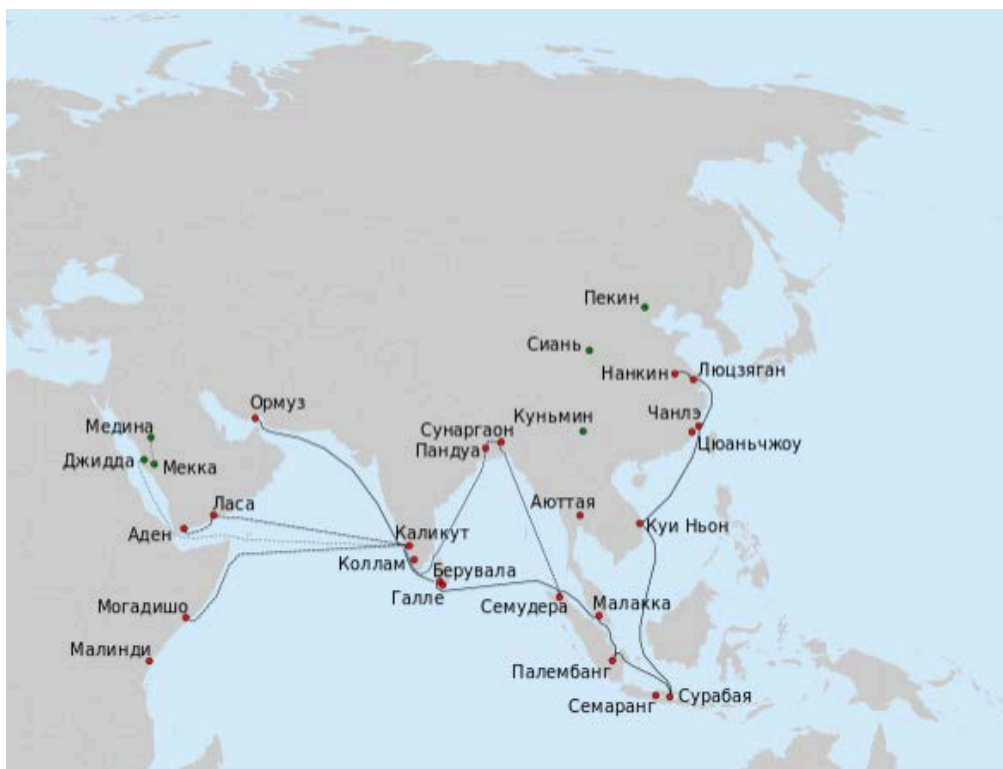 Пекин
Сиань
Нанкин
Люцзяган
Ормуз
Чанлэ
Куньмин
Медина
Сунаргаон
Цюаньчжоу
Пандуа
Джидда
Мекка
Аюттая
Ласа
Куи Ньон
Аден
Каликут
Коллам
Берувала
Галле
Семудера
Малакка
Могадишо
Малинди
Палембанг
Семаранг
Сурабая